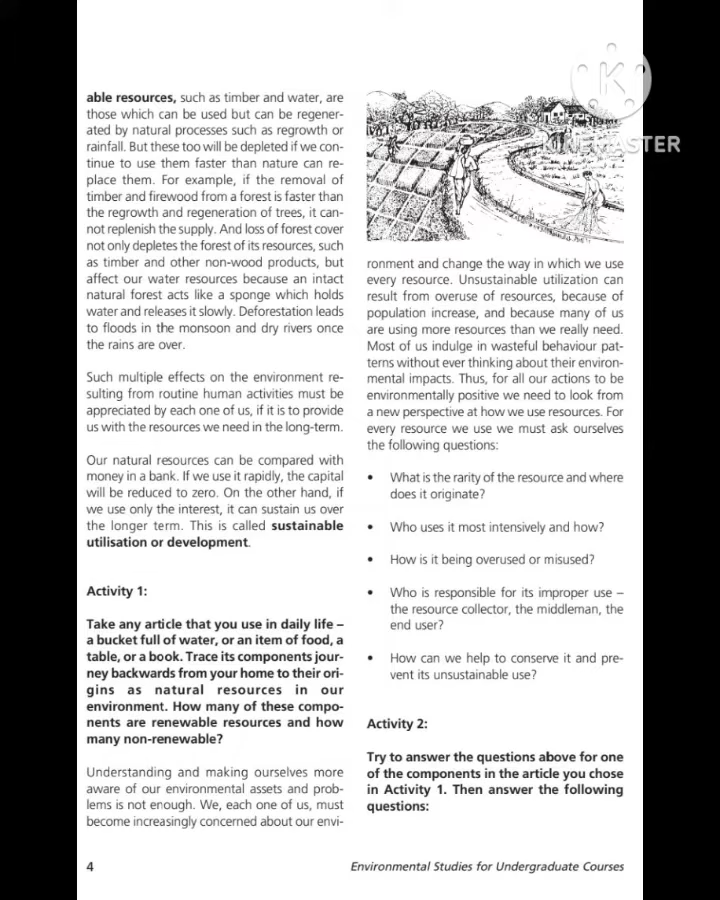 able resources, such as timber and water, are
those which can be used but can be regener-
ated by natural processes such as regrowth or
rainfall. But these too will be depleted if we con-
tinue to use them faster than nature can re-
place them. For example, if the removal of
timber and firewood from a forest is faster than
the regrowth and regeneration of trees, it can-
not replenish the supply. And loss of forest cover
not only depletes the forest of its resources, such
as timber and other non-wood products, but
affect our water resources because an intact
natural forest acts like a sponge which holds
water and releases it slowly. Deforestation leads
to floods in the monsoon and dry rivers once
the rains are over.
Such multiple effects on the environment re-
sulting from routine human activities must be
appreciated by each one of us, if it is to provide
us with the resources we need in the long-term.
Our natural resources can be compared with
money in a bank. If we use it rapidly, the capital
will be reduced to zero. On the other hand, if
we use only the interest, it can sustain us over
the longer term. This is called sustainable
utilisation or development.
Activity 1:
Take any article that you use in daily life –
a bucket full of water, or an item of food, a
table, or a book. Trace its components jour-
ney backwards from your home to their ori-
gins as natural resources in our
environment. How many of these compo-
nents are renewable resources and how
many non-renewable?
Understanding and making ourselves more
aware of our environmental assets and prob-
lems is not enough. We, each one of us, must
become increasingly concerned about our envi-
K
KINEMASTER
ronment and change the way in which we use
every resource. Unsustainable utilization can
result from overuse of resources, because of
population increase, and because many of us
are using more resources than we really need.
Most of us indulge in wasteful behaviour pat-
terns without ever thinking about their environ-
mental impacts. Thus, for all our actions to be
environmentally positive we need to look from
a new perspective at how we use resources. For
every resource we use we must ask ourselves
the following questions:
• What is the rarity of the resource and where
does it originate?
• Who uses it most intensively and how?
• How is it being overused or misused?
• Who is responsible for its improper use –
the resource collector, the middleman, the
end user?
• How can we help to conserve it and pre-
vent its unsustainable use?
Activity 2:
Try to answer the questions above for one
of the components in the article you chose
in Activity 1. Then answer the following
questions:
4
Environmental Studies for Undergraduate Courses